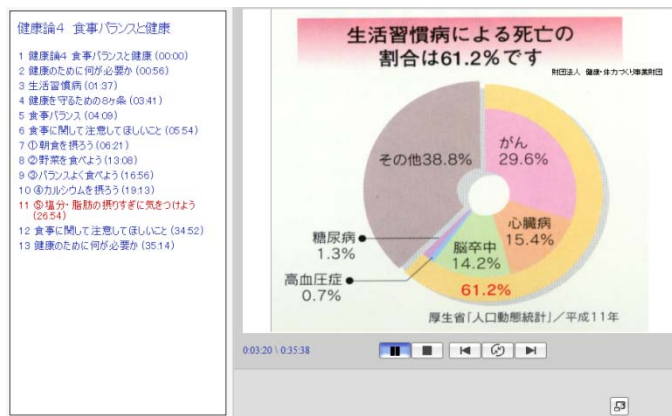 健康論4 食事バランスと健康
1 健康論4 食事バランスと健康 (00:00)
2 健康のために何が必要か (00:56)
3 生活習慣病 (01:37)
4 健康を守るための8ヶ条 (03:41)
5 食事バランス (04:09)
6 食事に関して注意してほしいこと (05:54)
7 ①朝食を摂ろう (06:21)
8 ②野菜を食べよう (13:08)
9 ③バランスよく食べよう (16:56)
10 ④カルシウムを摂ろう (19:13)
11 ⑤塩分・脂肪の摂りすぎに気をつけよう
(26:54)
12 食事に関して注意してほしいこと (34:52)
13 健康のために何が必要か (35:14)
生活習慣病による死亡の
割合は61.2%です
財団法人 健康・体力づくり事業財団
その他38.8%
がん
29.6%
心臓病
15.4%
脳卒中
14.2%
糖尿病
1.3%
高血圧症
0.7%
61.2%
厚生省「人口動態統計」/平成11年
0:03:20 \ 0:35:38